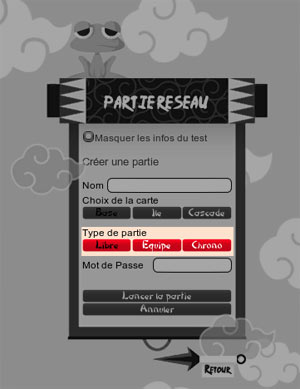 PARTIE RESEAU
Masquer les infos du test
Créer une partie
Nom
Choix de la carte
Base Ile Cascade
Type de partie
Libre Equipe Chrono
Mot de Passe
Lancer la partie
Annuler
Retour